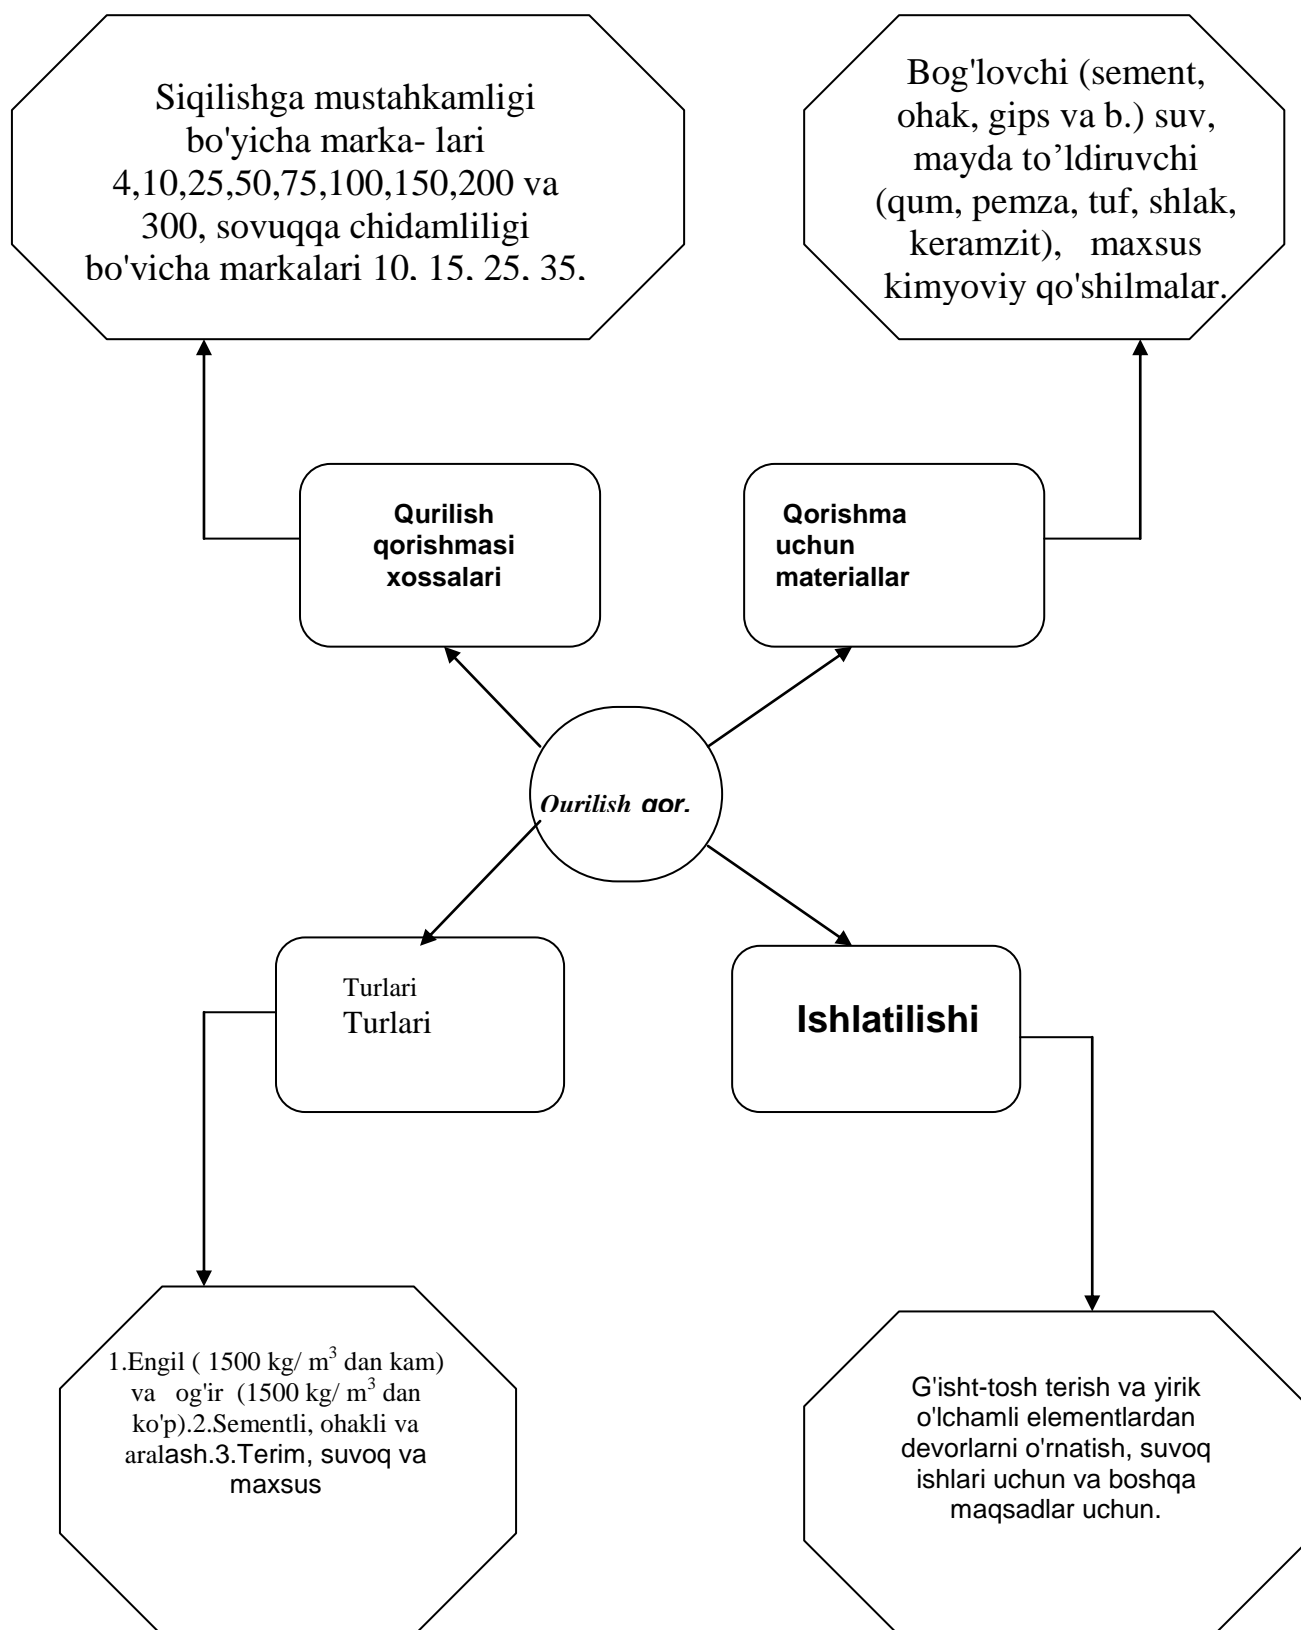 Siqilishga mustahkamligi
bo'yicha marka- lari
4,10,25,50,75,100,150,200 va
300, sovuqqa chidamliligi
bo'yicha markalari 10, 15, 25, 35,
Bog'lovchi (sement,
ohak, gips va b.) suv,
mayda to’ldiruvchi
(qum, pemza, tuf, shlak,
keramzit), maxsus
kimyoviy qo'shilmalar.
Qurilish
qorishmasi
xossalari
Qorishma
uchun
materiallar
Qurilish qor.
Turlari
Turlari
Ishlatilishi
1.Engil ( 1500 kg/ m³ dan kam)
va og'ir (1500 kg/ m³ dan
ko'p).2.Sementli, ohakli va
aralash.3.Terim, suvoq va
maxsus
G'isht-tosh terish va yirik
o'lchamli elementlardan
devorlarni o'rnatish, suvoq
ishlari uchun va boshqa
maqsadlar uchun.